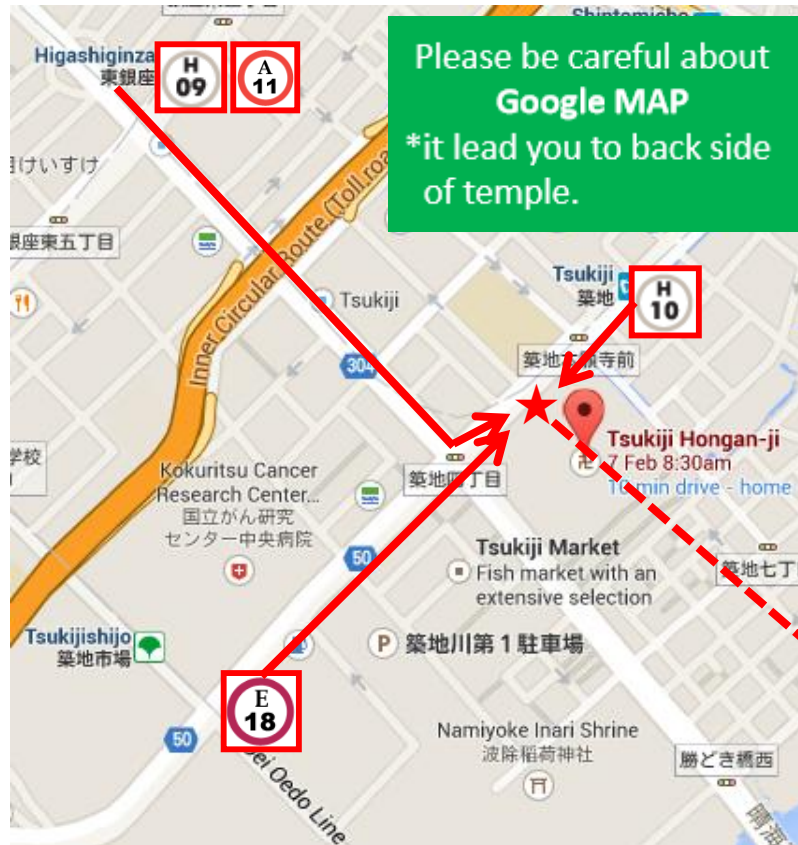 Shintomicho
Higashiginza
東銀座
H
09
A
11
Please be careful about
Google MAP
*it lead you to back side
of temple.
けいすけ
銀座東五丁目
Inner Circular Route (Toll road
Tsukiji
Tsukiji
築地
H
10
304
築地本願寺前
Tsukiji Hongan-ji
7 Feb 8:30am
10 min drive - home
学校
築地四丁目
Kokuritsu Cancer
Research Center...
国立がん研究
センター中央病院
50
Tsukiji Market
Fish market with an
extensive selection
築地七丁
Tsukijishijo
築地市場
P
築地川第1駐車場
E
18
50
Oedo Line
Namiyoke Inari Shrine
波除稲荷神社
勝どき橋西
晴海